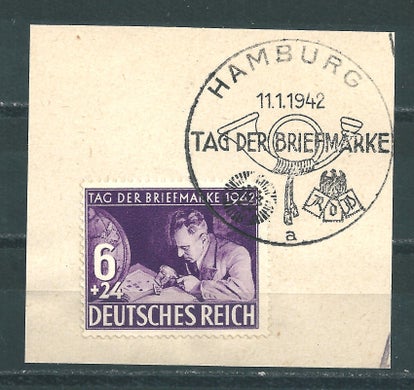 HAMBURG
11.1.1942
TAG DER BRIEFMARKE
a
TAG DER BRIEFMARKE 1942
6
+24
DEUTSCHES REICH